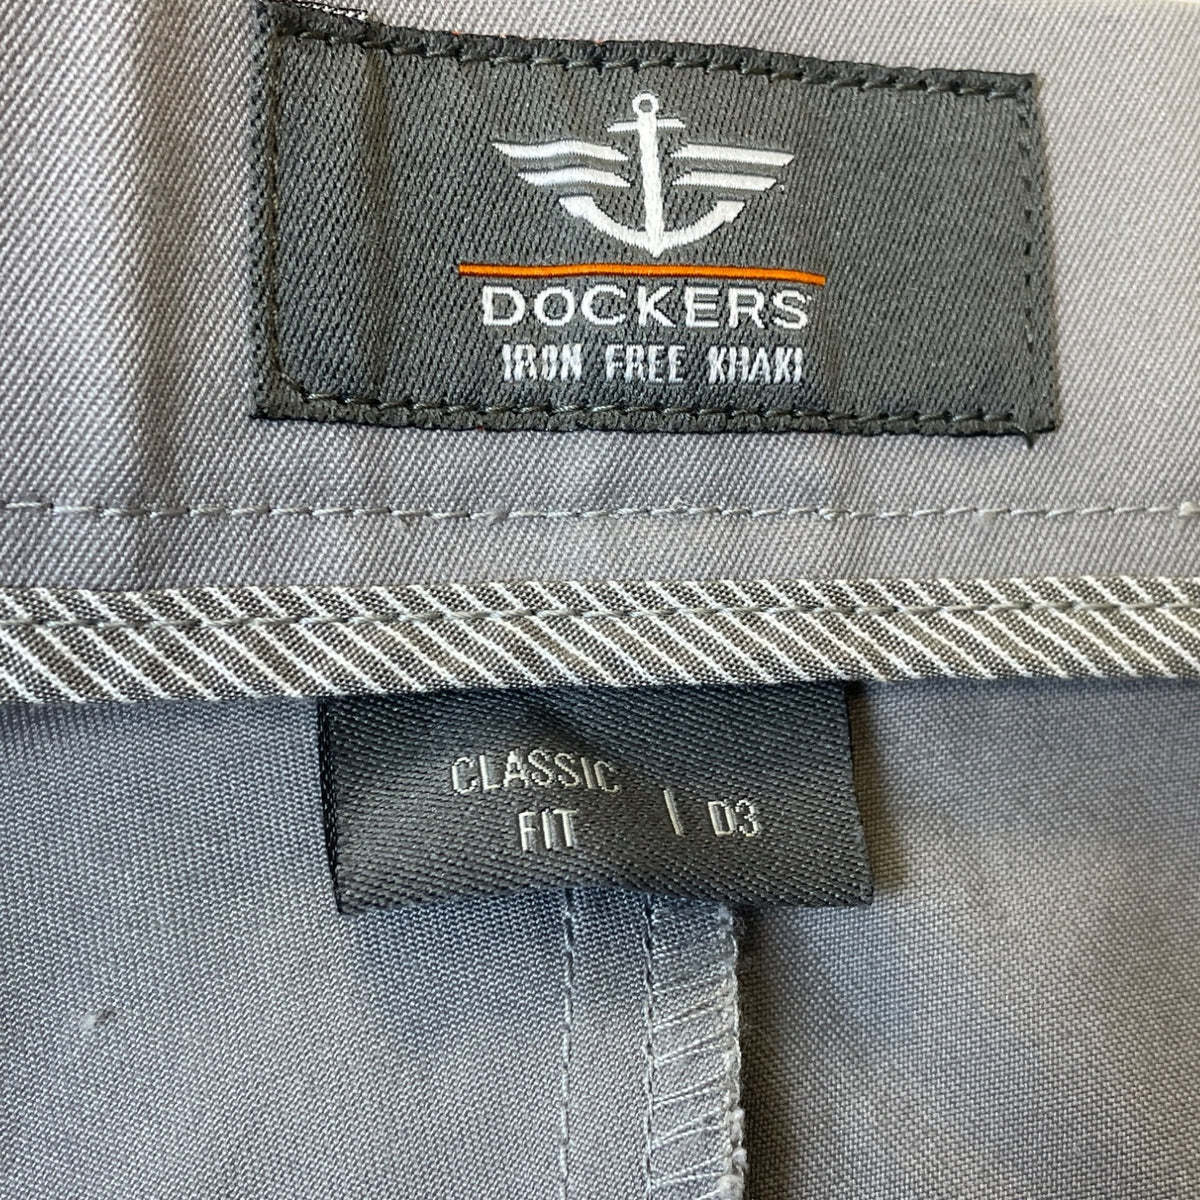 DOCKERS
IRON FREE KHAKI
CLASSIC
FIT | D3